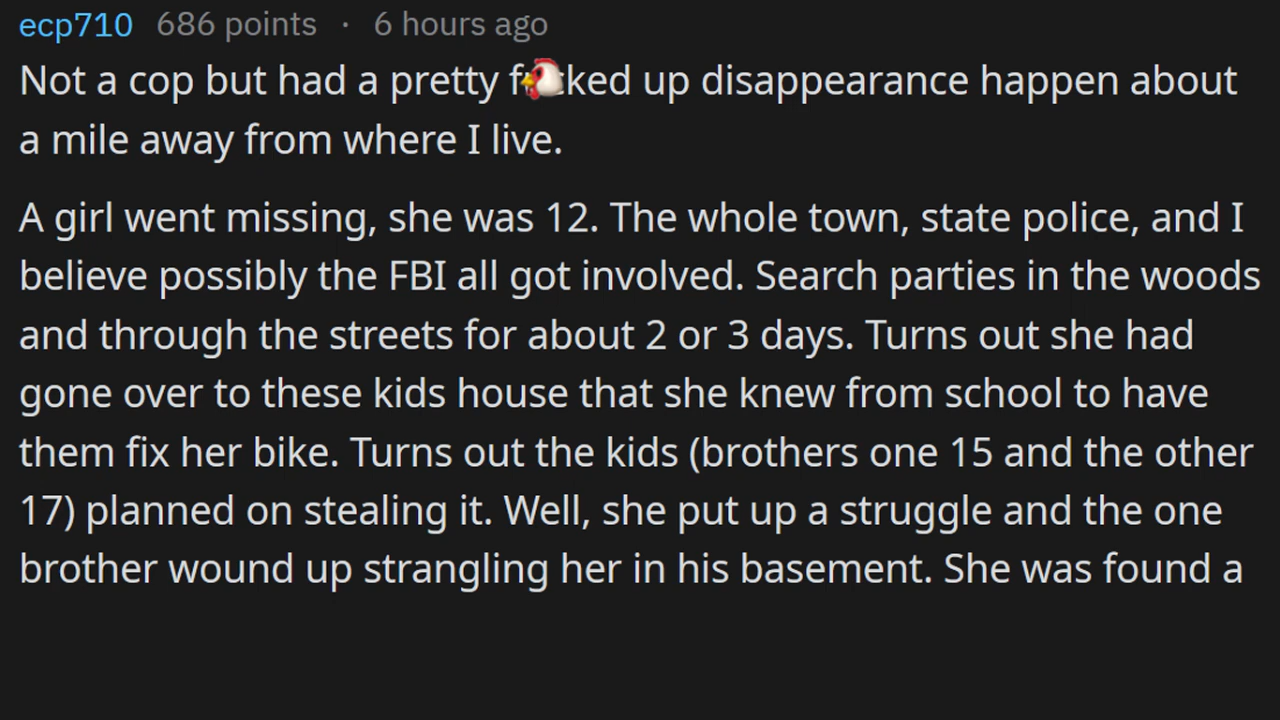 ecp710 686 points · 6 hours ago
Not a cop but had a pretty f🐔cked up disappearance happen about
a mile away from where I live.
A girl went missing, she was 12. The whole town, state police, and I
believe possibly the FBI all got involved. Search parties in the woods
and through the streets for about 2 or 3 days. Turns out she had
gone over to these kids house that she knew from school to have
them fix her bike. Turns out the kids (brothers one 15 and the other
17) planned on stealing it. Well, she put up a struggle and the one
brother wound up strangling her in his basement. She was found a